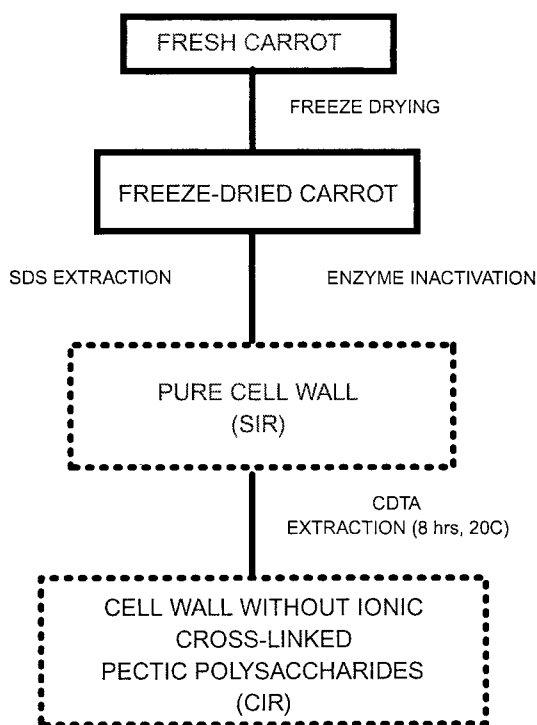 FRESH CARROT
FREEZE DRYING
FREEZE-DRIED CARROT
SDS EXTRACTION
ENZYME INACTIVATION
PURE CELL WALL
(SIR)
CDTA
EXTRACTION (8 hrs, 20C)
CELL WALL WITHOUT IONIC
CROSS-LINKED
PECTIC POLYSACCHARIDES
(CIR)